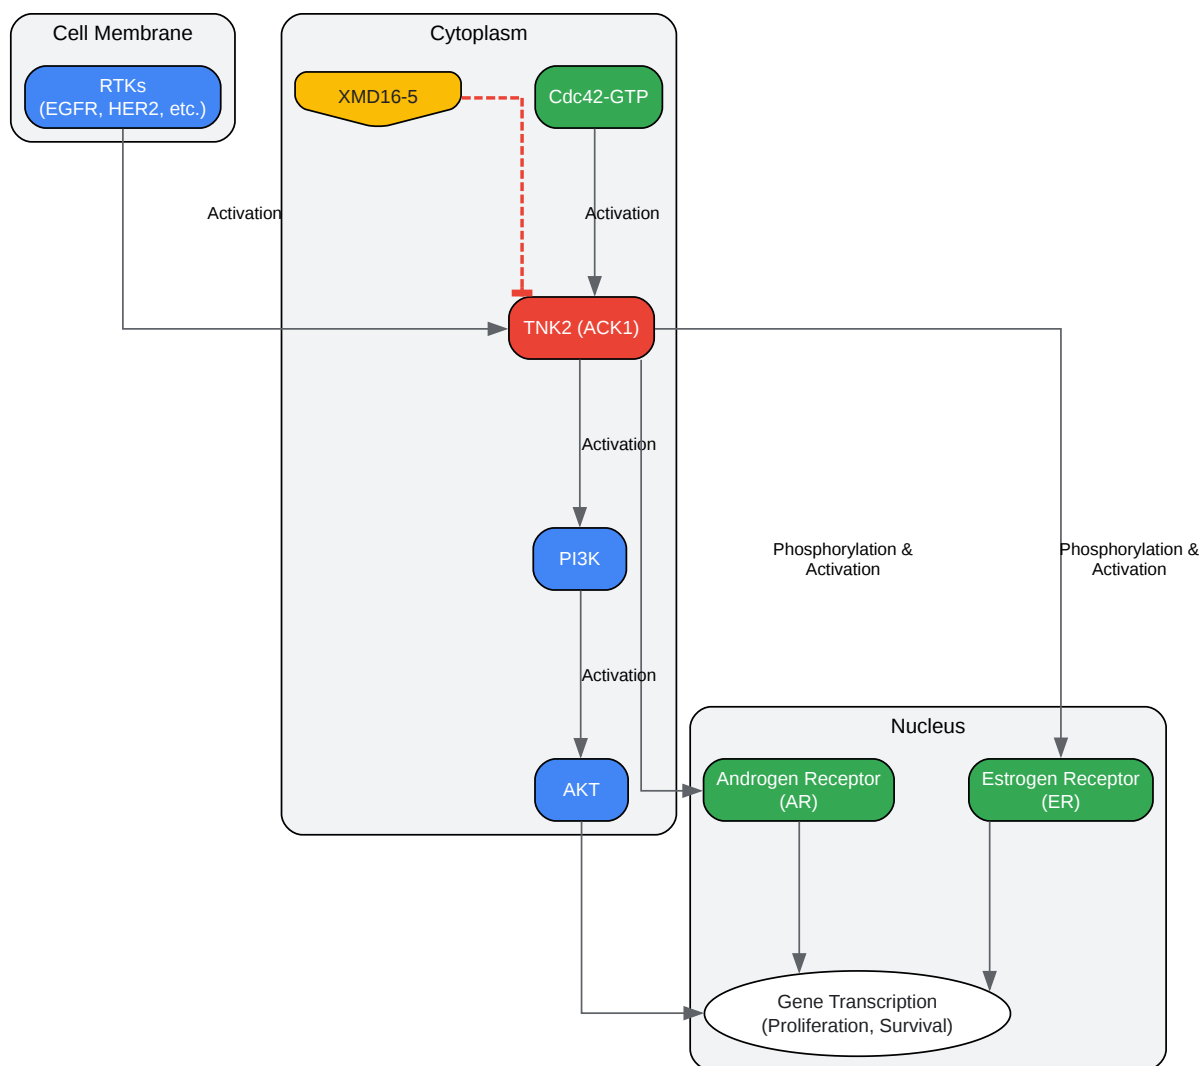 Cell Membrane
RTKs
(EGFR, HER2, etc.)
Cytoplasm
XMD16-5
Cdc42-GTP
Activation
Activation
TNK2 (ACK1)
Activation
PI3K
Phosphorylation &
Activation
Phosphorylation &
Activation
Activation
AKT
Nucleus
Androgen Receptor
(AR)
Estrogen Receptor
(ER)
Gene Transcription
(Proliferation, Survival)